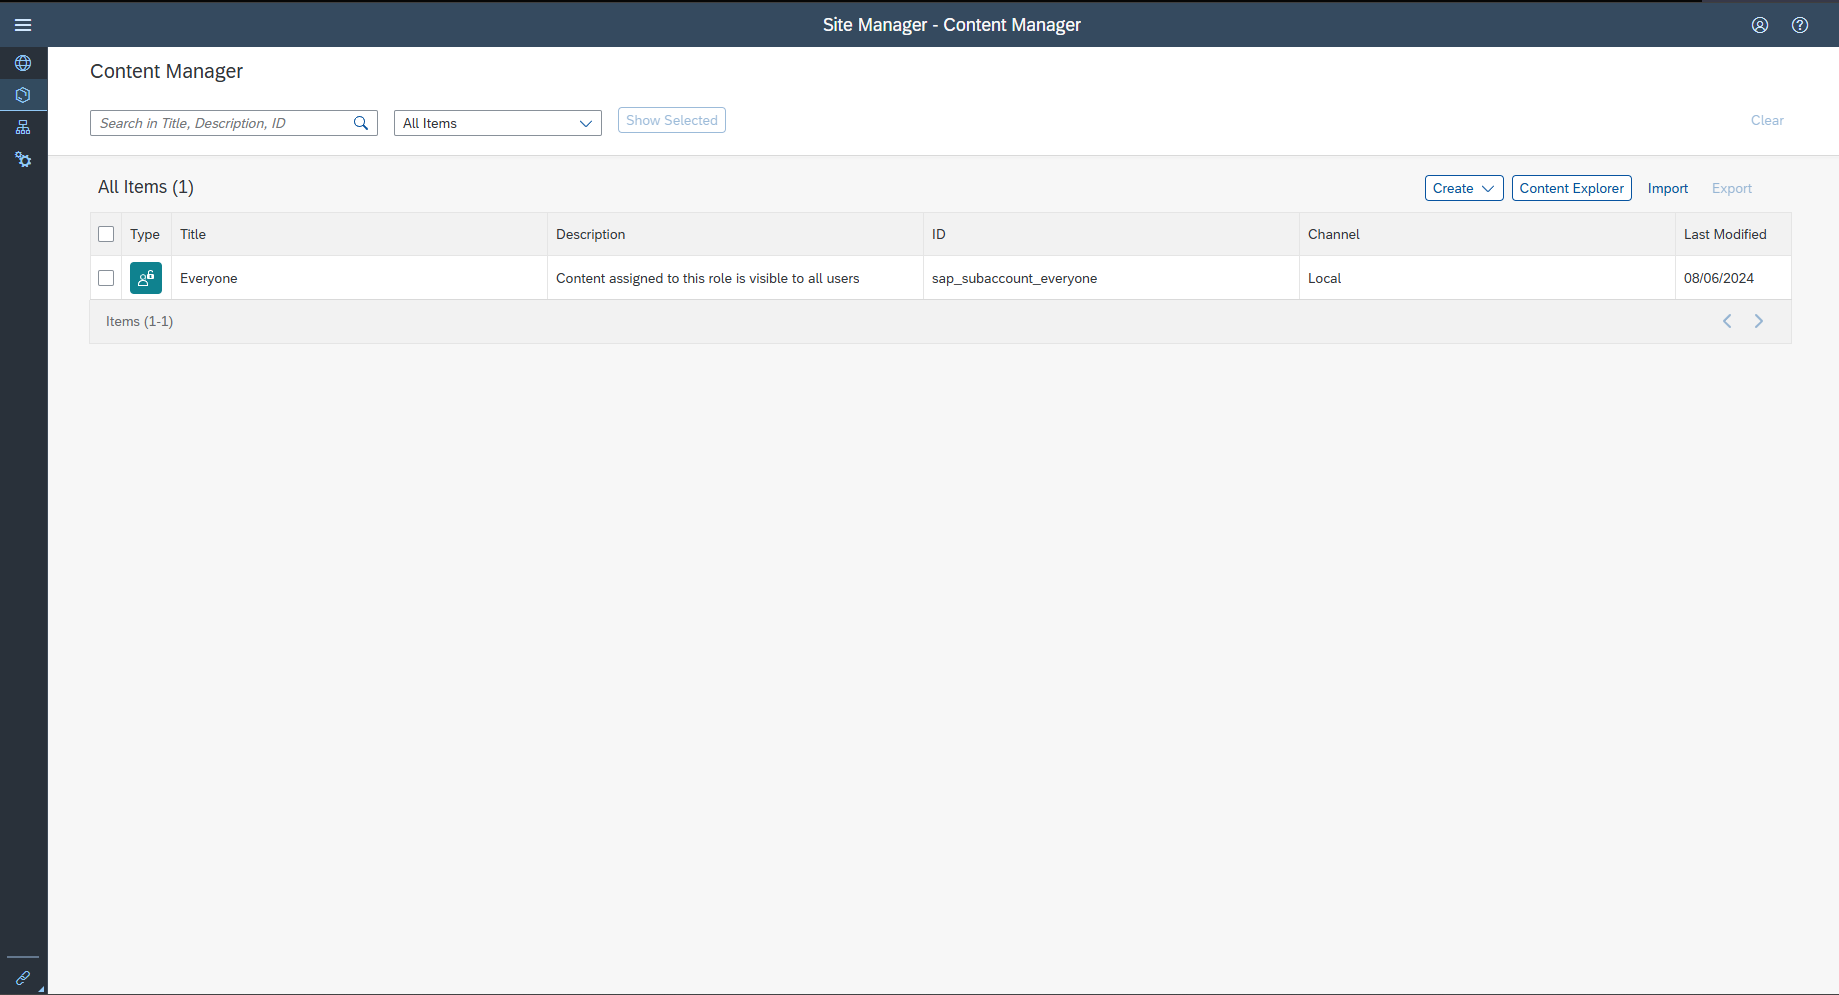 Site Manager - Content Manager
Content Manager
Search in Title, Description, ID
All Items
Show Selected
Clear
All Items (1)
Create
Content Explorer
Import
Export
Type
Title
Description
ID
Channel
Last Modified
Everyone
Content assigned to this role is visible to all users
sap_subaccount_everyone
Local
08/06/2024
Items (1-1)